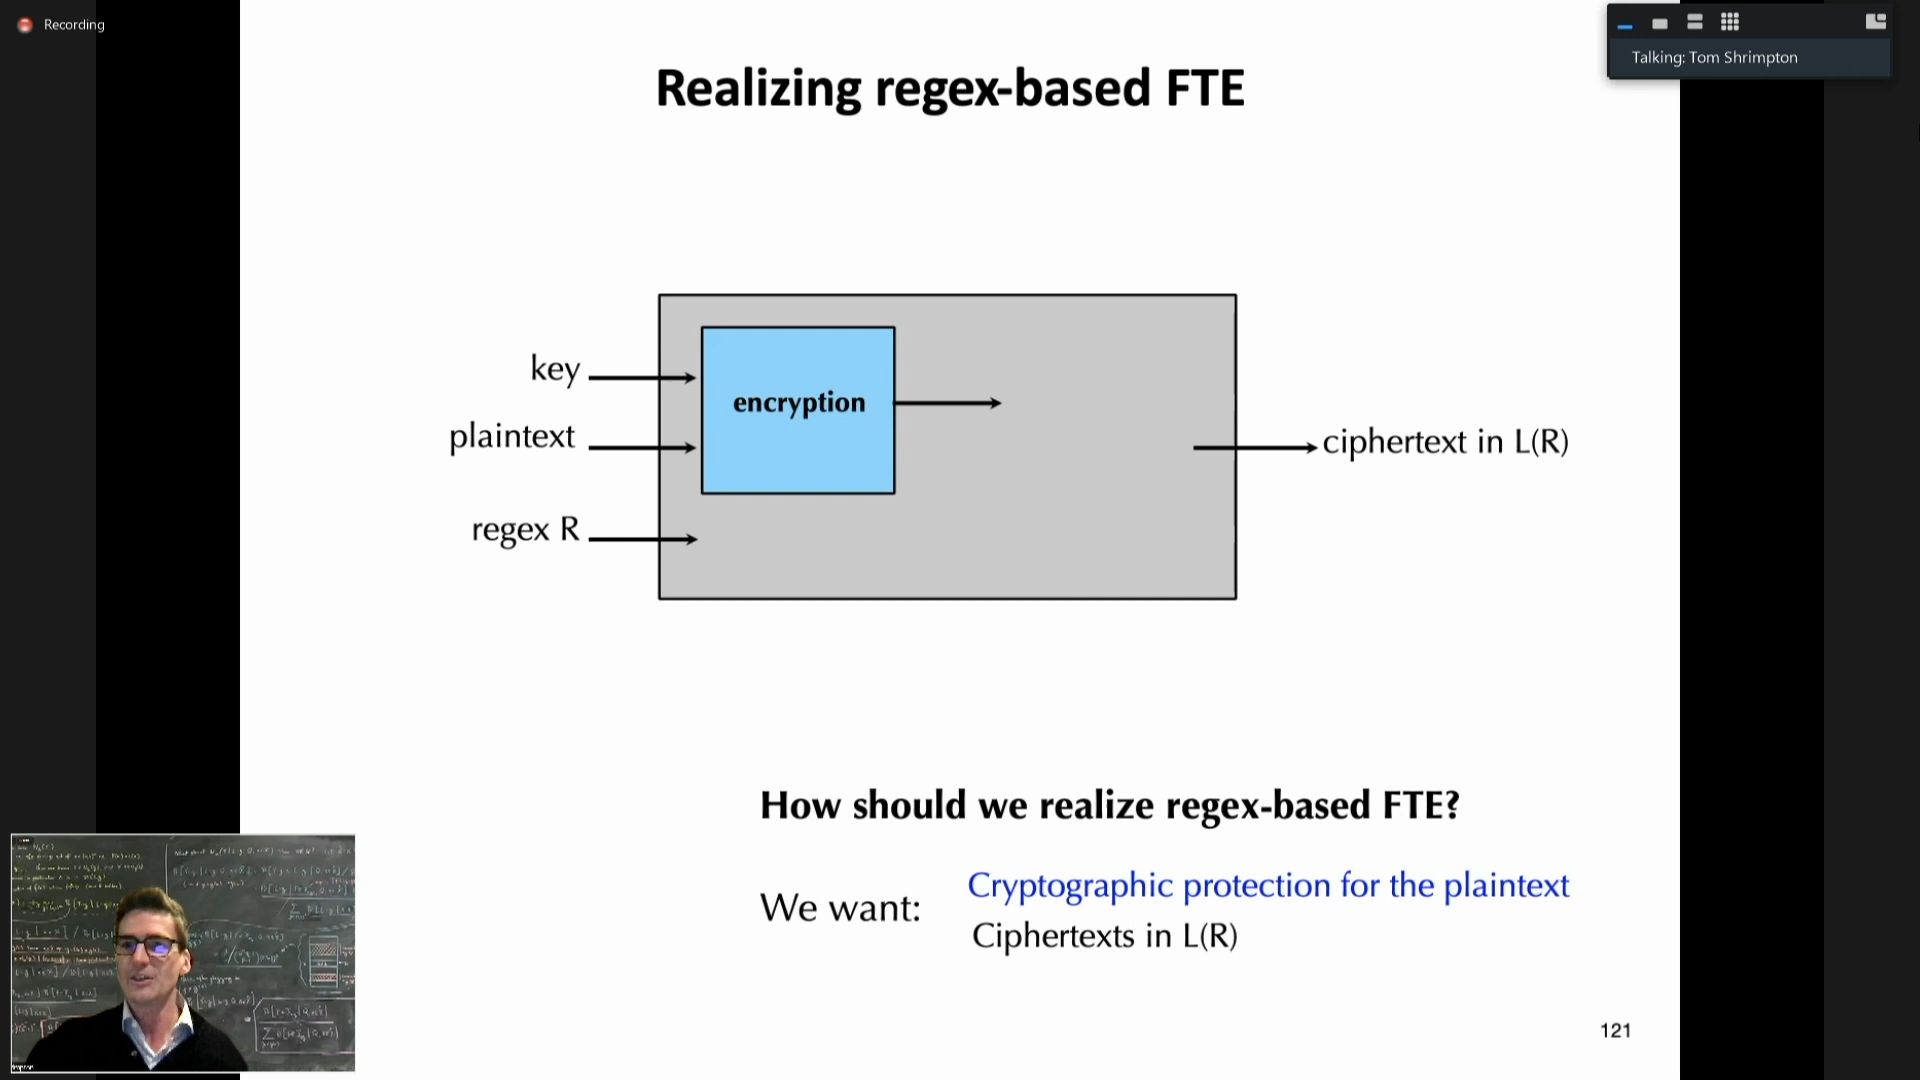 Recording
Talking: Tom Shrimpton
Realizing regex-based FTE
key
encryption
plaintext
ciphertext in L(R)
regex R
How should we realize regex-based FTE?
We want:
Cryptographic protection for the plaintext
Ciphertexts in L(R)
121